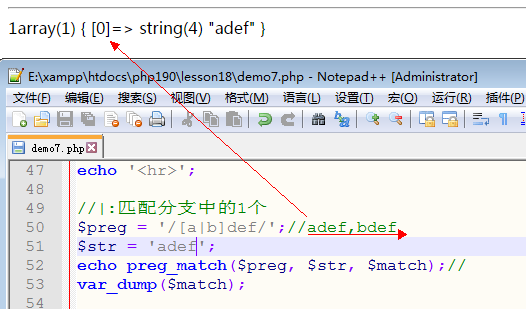 1array(1) { [0]=> string(4) "adef" }
E:\xampp\htdocs\php190\lesson18\demo7.php - Notepad++ [Administrator]
文件(F) 编辑(E) 搜索(S) 视图(V) 格式(M) 语言(L) 设置(T) 宏(O) 运行(R) 插件(P)
demo7.php
47 echo '<hr>';
48
49 //|:匹配分支中的1个
50 $preg = '/[a|b]def/';//adef,bdef
51 $str = 'adef';
52 echo preg_match($preg, $str, $match);//
53 var_dump($match);